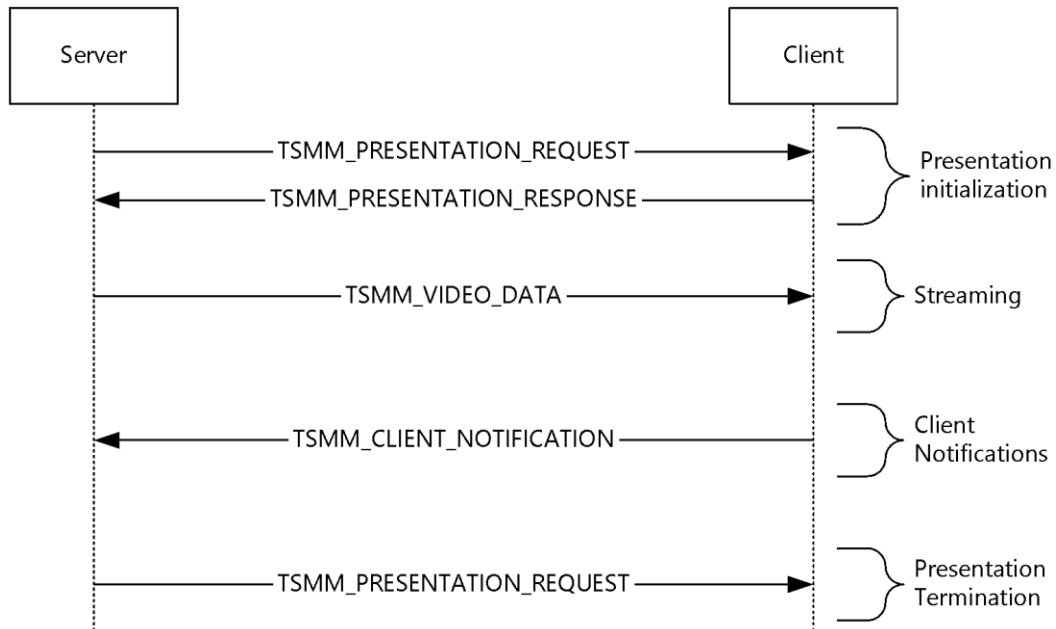 Server
Client
TSMM_PRESENTATION_REQUEST
Presentation
initialization
TSMM_PRESENTATION_RESPONSE
TSMM_VIDEO_DATA
Streaming
TSMM_CLIENT_NOTIFICATION
Client
Notifications
TSMM_PRESENTATION_REQUEST
Presentation
Termination